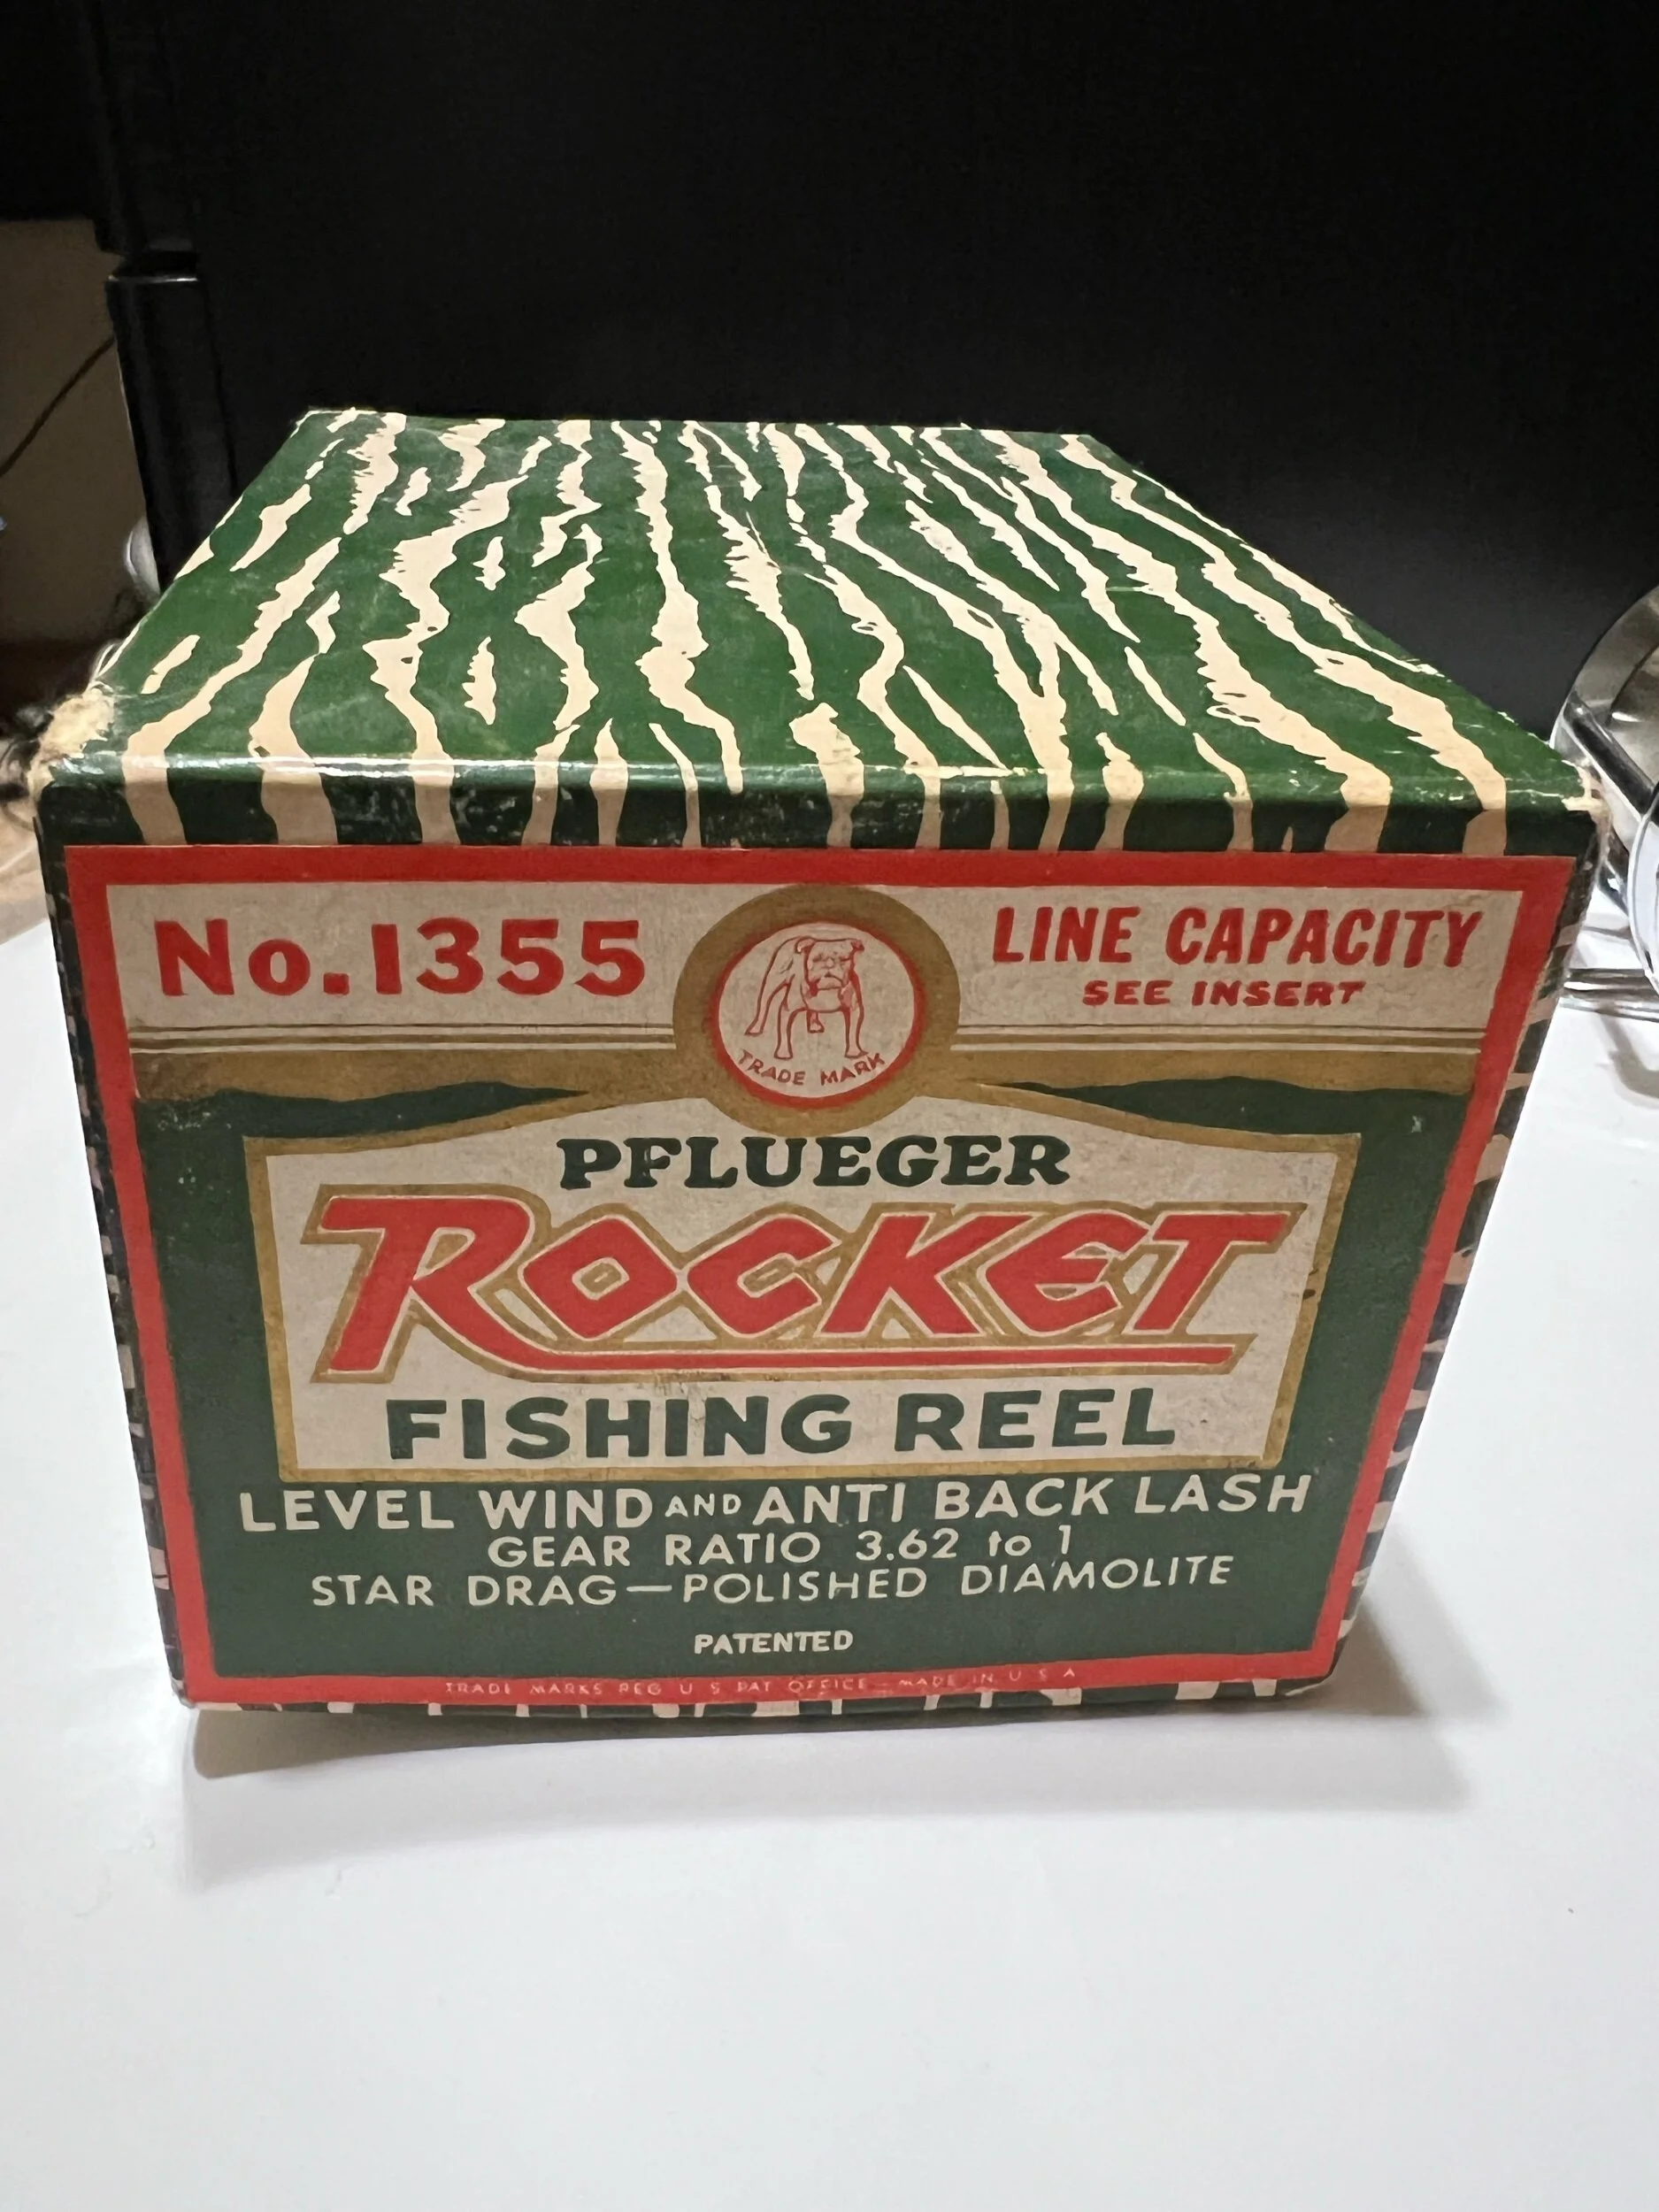 No. 1355
LINE CAPACITY
SEE INSERT
TRADE MARK
PFLUEGER
ROCKET
FISHING REEL
LEVEL WIND AND ANTI BACK LASH
GEAR RATIO 3.62 to 1
STAR DRAG—POLISHED DIAMOLITE
PATENTED
TRADE MARKS REG U S PAT OFFICE — MADE IN U S A